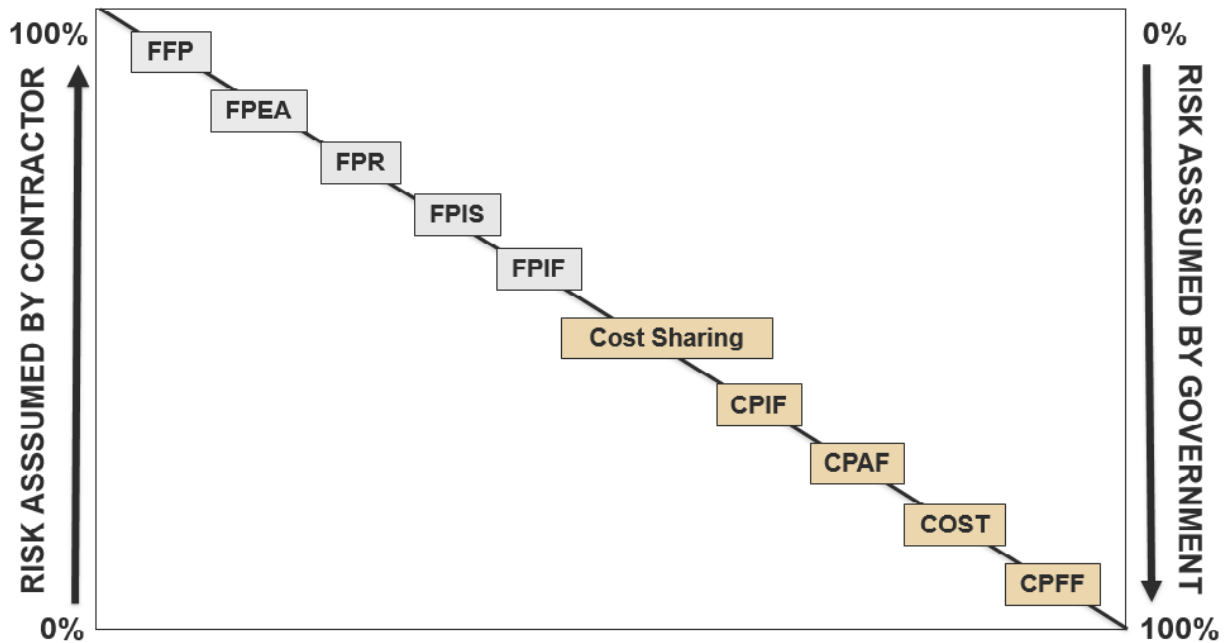 100%
0%
FFP
FPEA
FPR
FPIS
FPIF
Cost Sharing
CPIF
CPAF
COST
CPFF
RISK ASSSUMED BY CONTRACTOR
RISK ASSSUMED BY GOVERNMENT
0%
100%